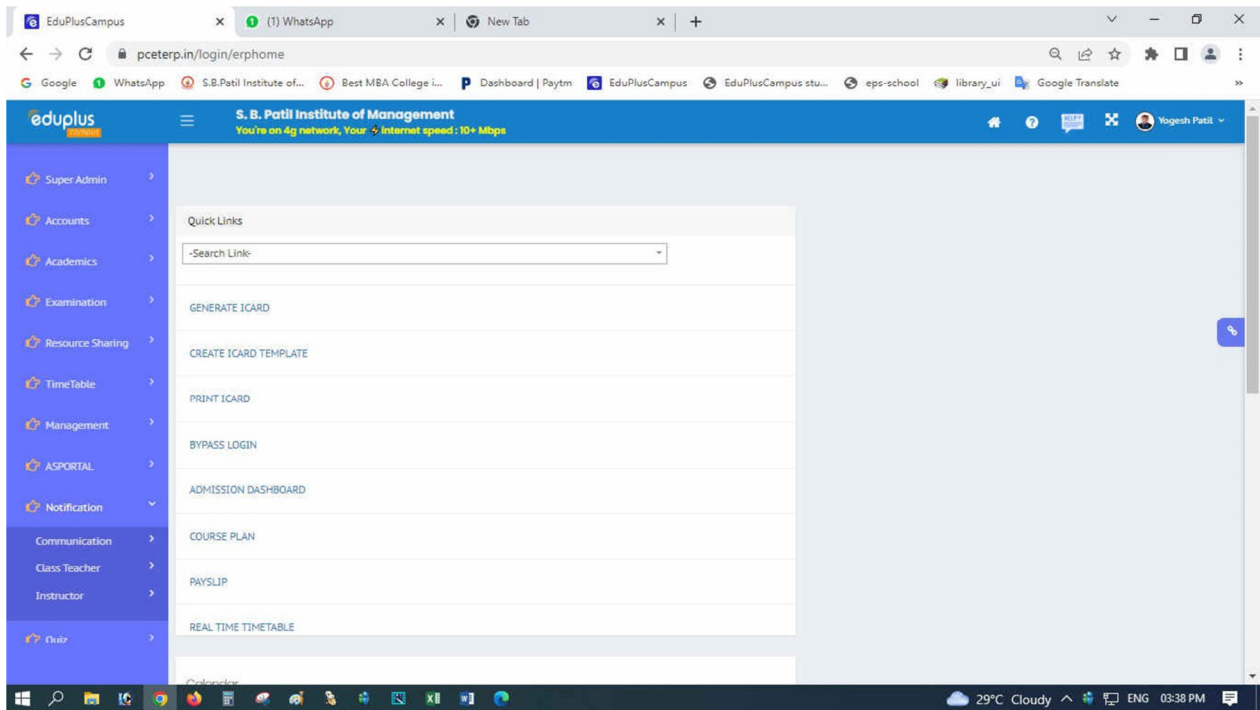 EduPlusCampus
(1) WhatsApp
New Tab
pceterp.in/login/erphome
Google
WhatsApp
S.B.Patil Institute of...
Best MBA College i...
Dashboard | Paytm
EduPlusCampus
EduPlusCampus stu...
eps-school
library_ui
Google Translate
eduplus
campus
S. B. Patil Institute of Management
You're on 4g network, Your internet speed : 10+ Mbps
Yogesh Patil
Super Admin
Accounts
Academics
Examination
Resource Sharing
TimeTable
Management
ASPORTAL
Notification
Communication
Class Teacher
Instructor
Quiz
Quick Links
-Search Link-
GENERATE ICARD
CREATE ICARD TEMPLATE
PRINT ICARD
BYPASS LOGIN
ADMISSION DASHBOARD
COURSE PLAN
PAYSLIP
REAL TIME TIMETABLE
Calendar
29°C Cloudy
ENG
03:38 PM